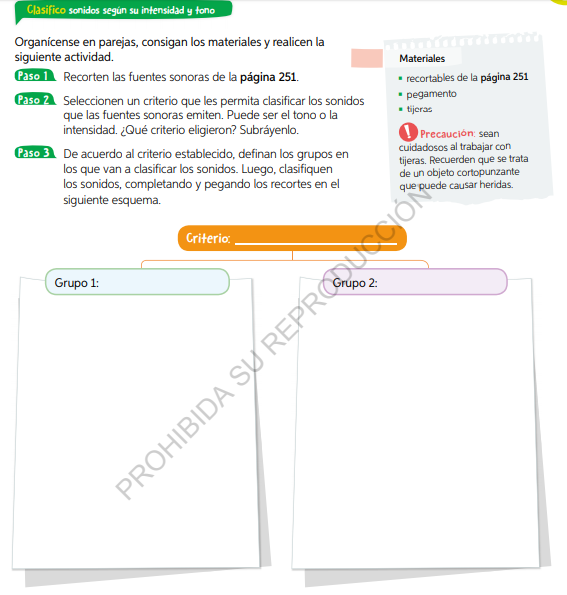 Clasifico sonidos según su intensidad y tono
Organícense en parejas, consigan los materiales y realicen la
siguiente actividad.
Paso 1 Recorten las fuentes sonoras de la página 251.
Paso 2 Seleccionen un criterio que les permita clasificar los sonidos
que las fuentes sonoras emiten. Puede ser el tono o la
intensidad. ¿Qué criterio eligieron? Subráyenlo.
Paso 3 De acuerdo al criterio establecido, definan los grupos en
los que van a clasificar los sonidos. Luego, clasifiquen
los sonidos, completando y pegando los recortes en el
siguiente esquema.
Materiales
▪ recortables de la página 251
▪ pegamento
▪ tijeras
! Precaución: sean
cuidadosos al trabajar con
tijeras. Recuerden que se trata
de un objeto cortopunzante
que puede causar heridas.
Criterio: ____________________
Grupo 1:
Grupo 2:
PROHIBIDA SU REPRODUCCIÓN